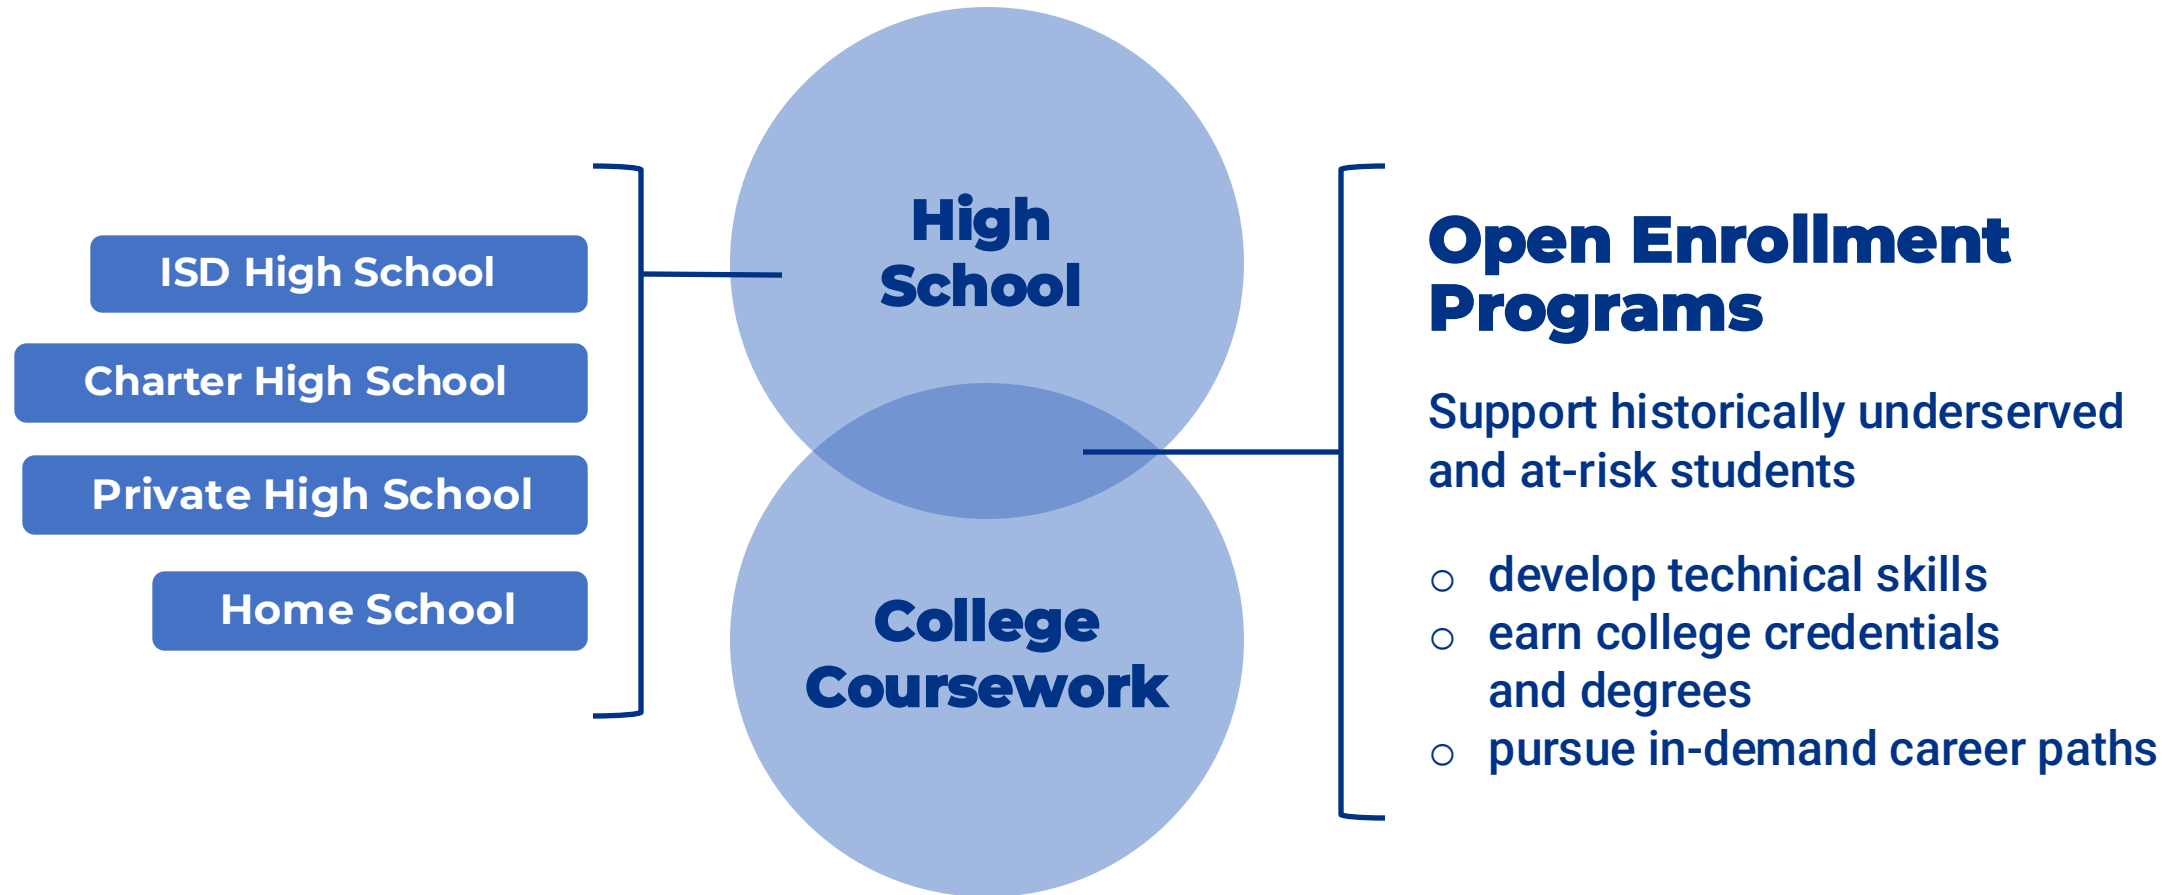 ISD High School
Charter High School
Private High School
Home School
High
School
College
Coursework
Open Enrollment
Programs
Support historically underserved
and at-risk students
○ develop technical skills
○ earn college credentials
and degrees
○ pursue in-demand career paths